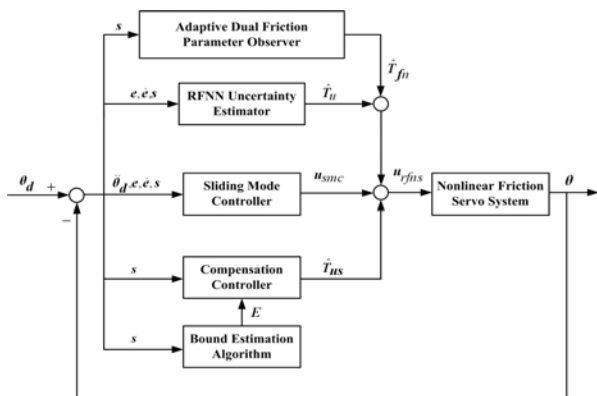 s
Adaptive Dual Friction
Parameter Observer
T̂fn
e,ė,s
RFNN Uncertainty
Estimator
T̂u
θd
+
−
θ̈d,e,ė,s
Sliding Mode
Controller
usmc
urfns
Nonlinear Friction
Servo System
θ
s
Compensation
Controller
T̂us
E
s
Bound Estimation
Algorithm